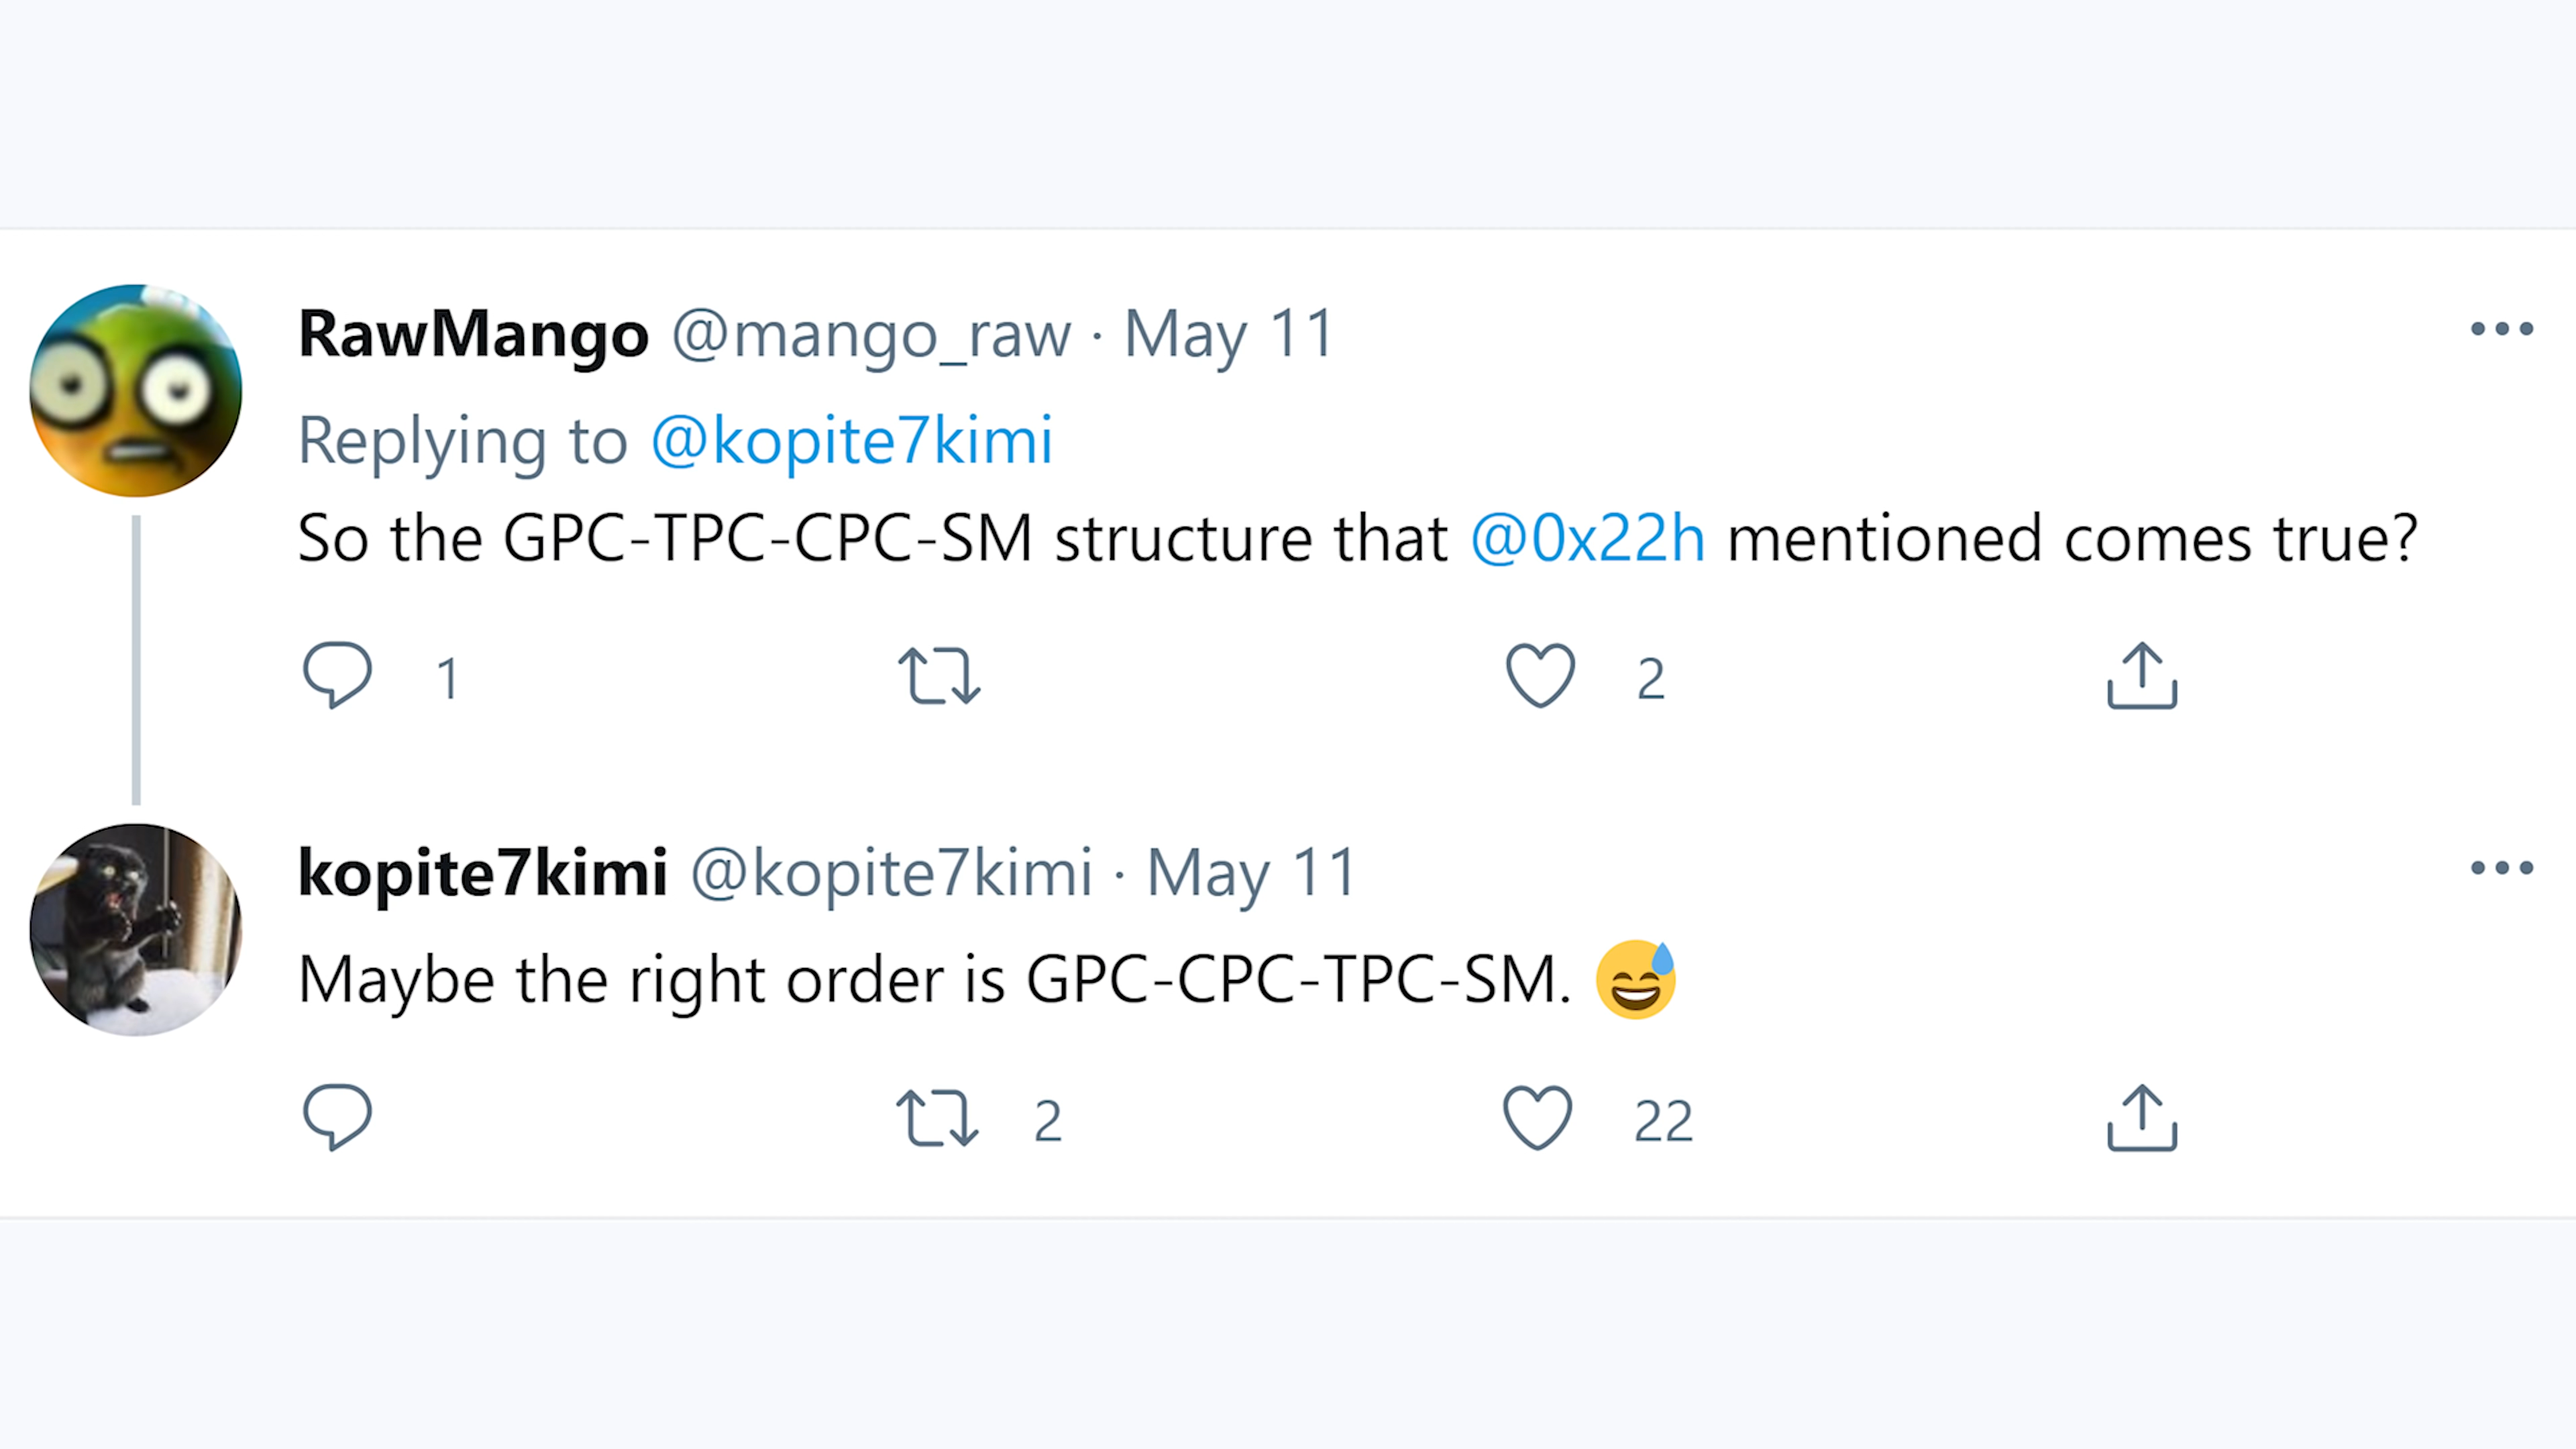 RawMango @mango_raw · May 11
Replying to @kopite7kimi
So the GPC-TPC-CPC-SM structure that @0x22h mentioned comes true?
1 2
kopite7kimi @kopite7kimi · May 11
Maybe the right order is GPC-CPC-TPC-SM. 😅
2 22